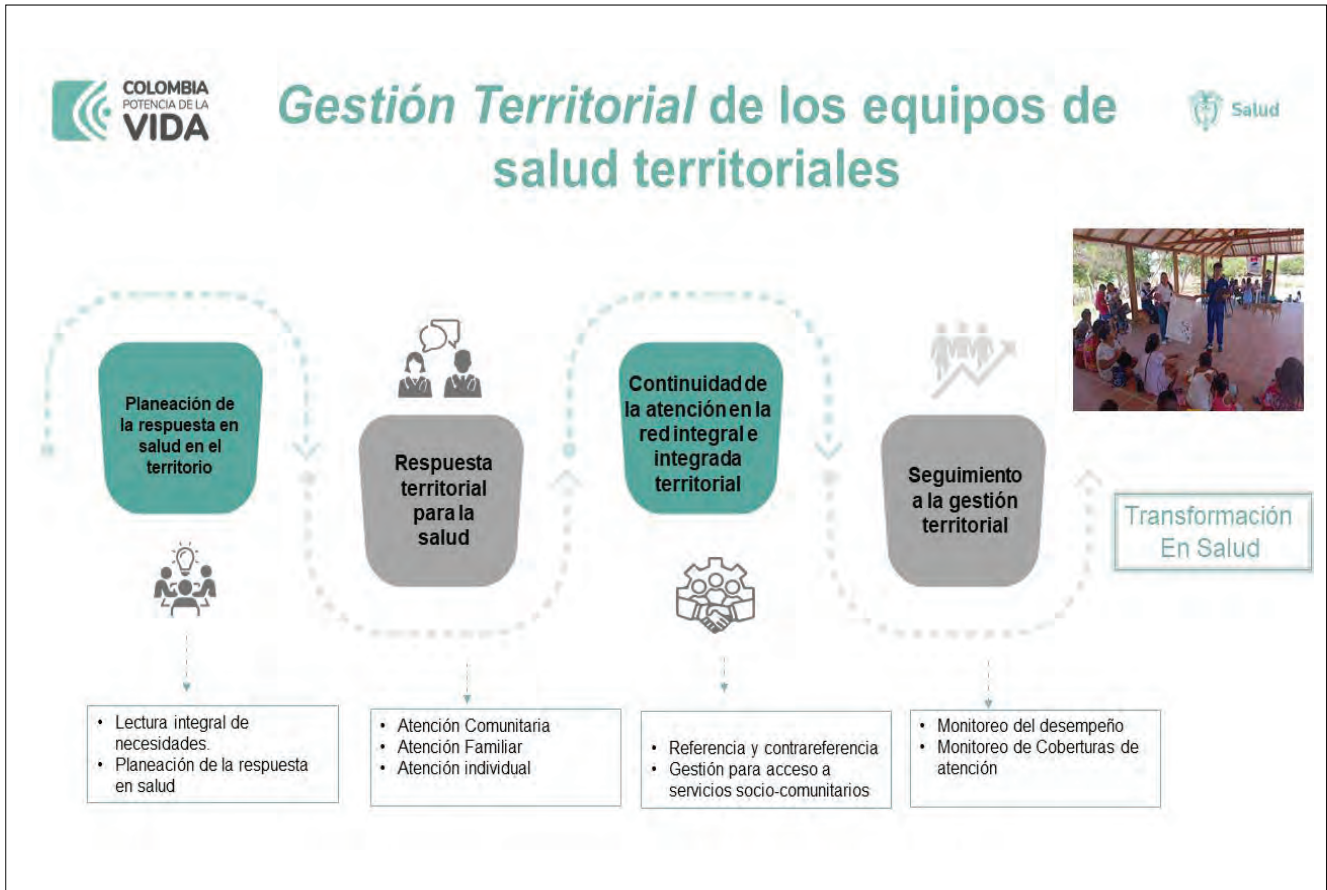 COLOMBIA
POTENCIA DE LA
VIDA
Gestión Territorial de los equipos de
salud territoriales
Salud
Planeación de
la respuesta en
salud en el
territorio
Respuesta
territorial
para la
salud
Continuidad de
la atención en la
red integral e
integrada
territorial
Seguimiento
a la gestión
territorial
Transformación
En Salud
• Lectura integral de
necesidades.
• Planeación de la respuesta
en salud
• Atención Comunitaria
• Atención Familiar
• Atención individual
• Referencia y contrareferencia
• Gestión para acceso a
servicios socio-comunitarios
• Monitoreo del desempeño
• Monitoreo de Coberturas de
atención